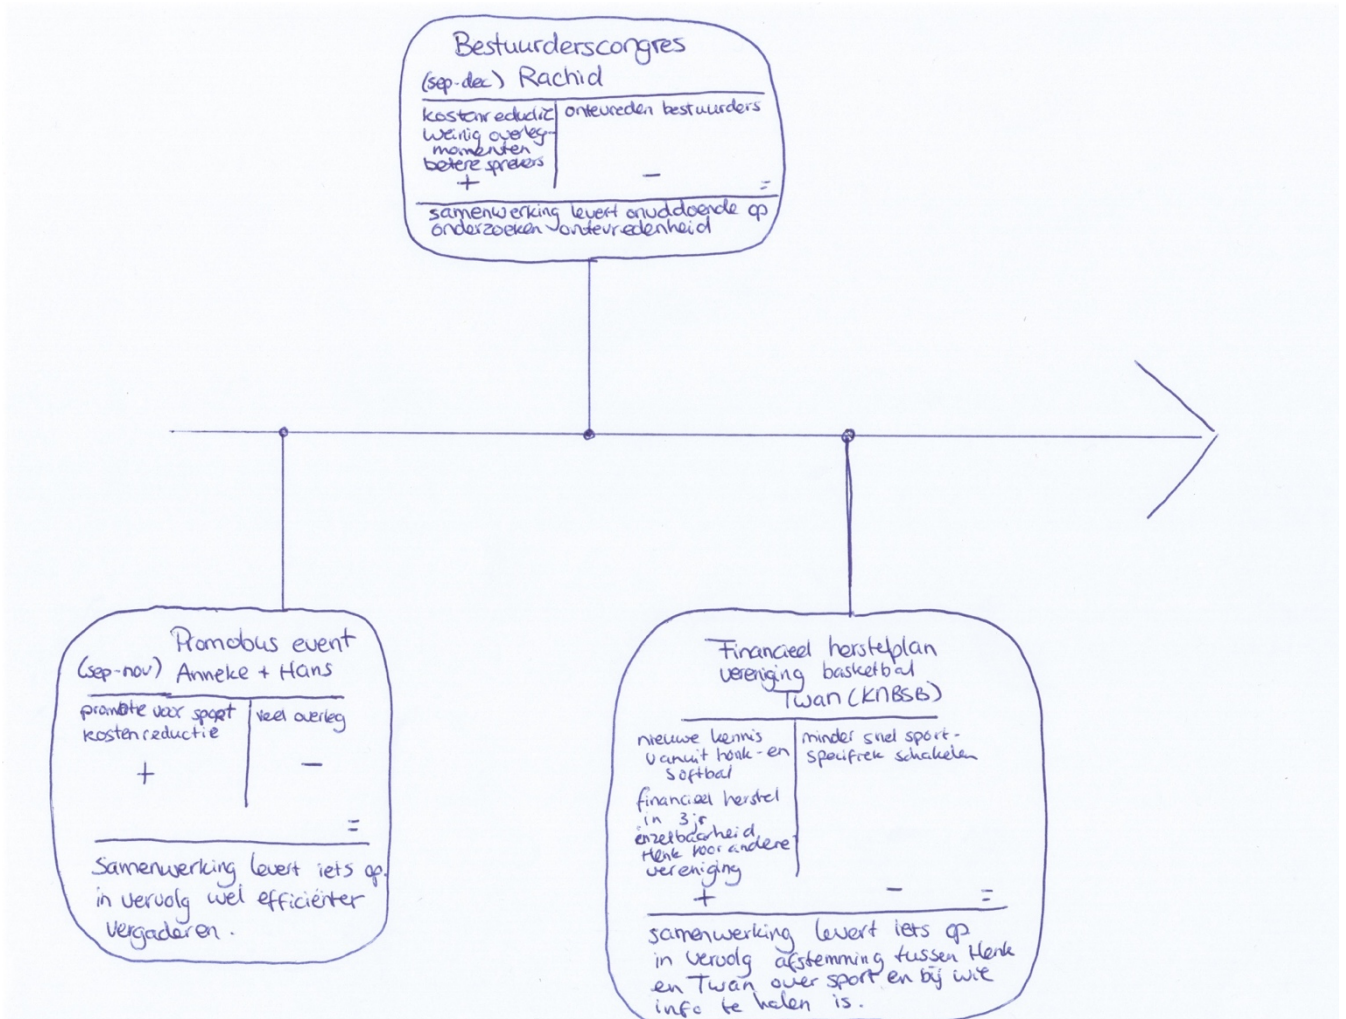 Bestuurderscongres
(sep-dec) Rachid
kostenreductie
weinig overleg-
momenten
betere sprekers
+
ontevreden bestuurders
-
=
samenwerking levert onvoldoende op
onderzoeken ontevredenheid
Promobus event
(sep-nov) Anneke + Hans
promotie voor sport
kostenreductie
+
veel overleg
-
=
Samenwerking levert iets op.
in vervolg wel efficiënter
vergaderen.
Financieel herstelplan
vereniging basketbal
Twan (KNBSB)
nieuwe kennis
vanuit honk- en
softbal
financieel herstel
in 3 jr
inzetbaarheid
Henk voor andere
vereniging
+
minder snel sport-
specifiek schakelen
-
=
samenwerking levert iets op
in vervolg afstemming tussen Henk
en Twan over sport en bij wie
info te halen is.